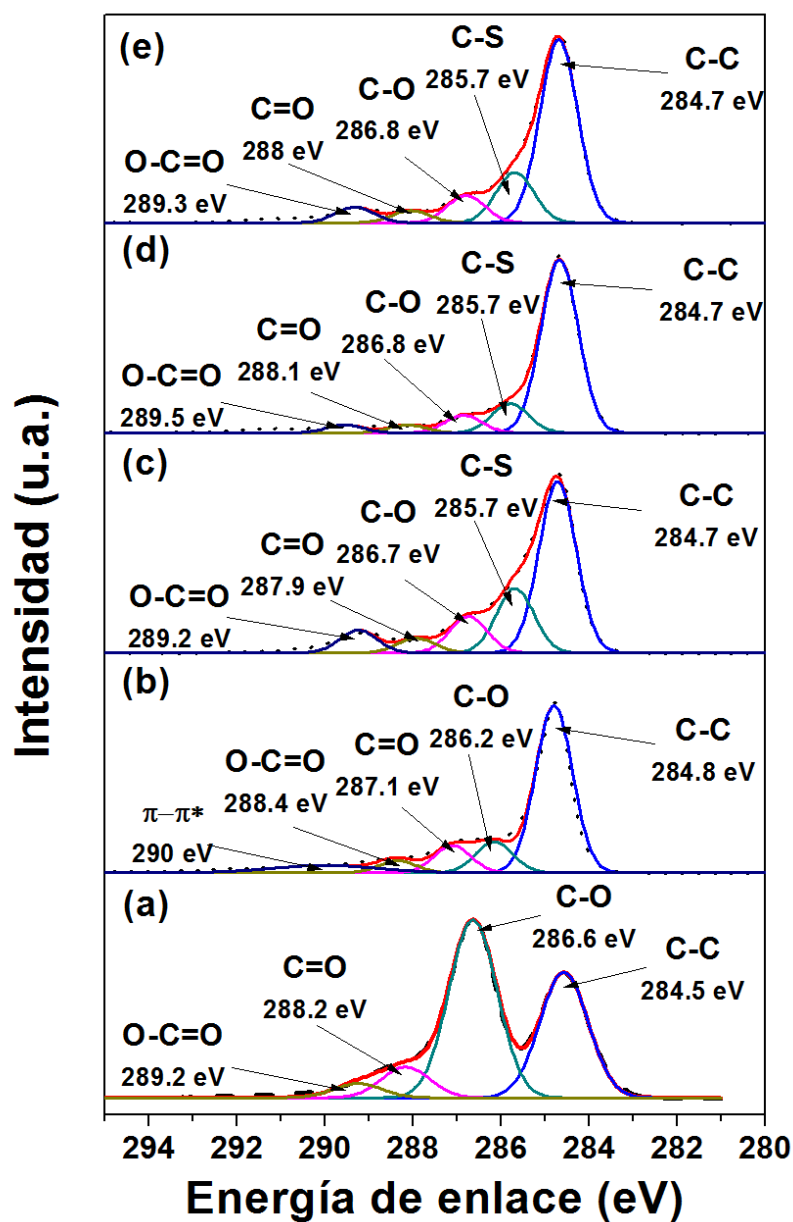 Intensidad (u.a.)
(e)
C-S
285.7 eV
C-C
284.7 eV
C-O
286.8 eV
C=O
288 eV
O-C=O
289.3 eV
(d)
C-S
285.7 eV
C-C
284.7 eV
C-O
286.8 eV
C=O
288.1 eV
O-C=O
289.5 eV
(c)
C-S
285.7 eV
C-C
284.7 eV
C-O
286.7 eV
C=O
287.9 eV
O-C=O
289.2 eV
(b)
C-O
286.2 eV
C-C
284.8 eV
C=O
287.1 eV
O-C=O
288.4 eV
π–π*
290 eV
(a)
C-O
286.6 eV
C-C
284.5 eV
C=O
288.2 eV
O-C=O
289.2 eV
294 292 290 288 286 284 282 280
Energía de enlace (eV)